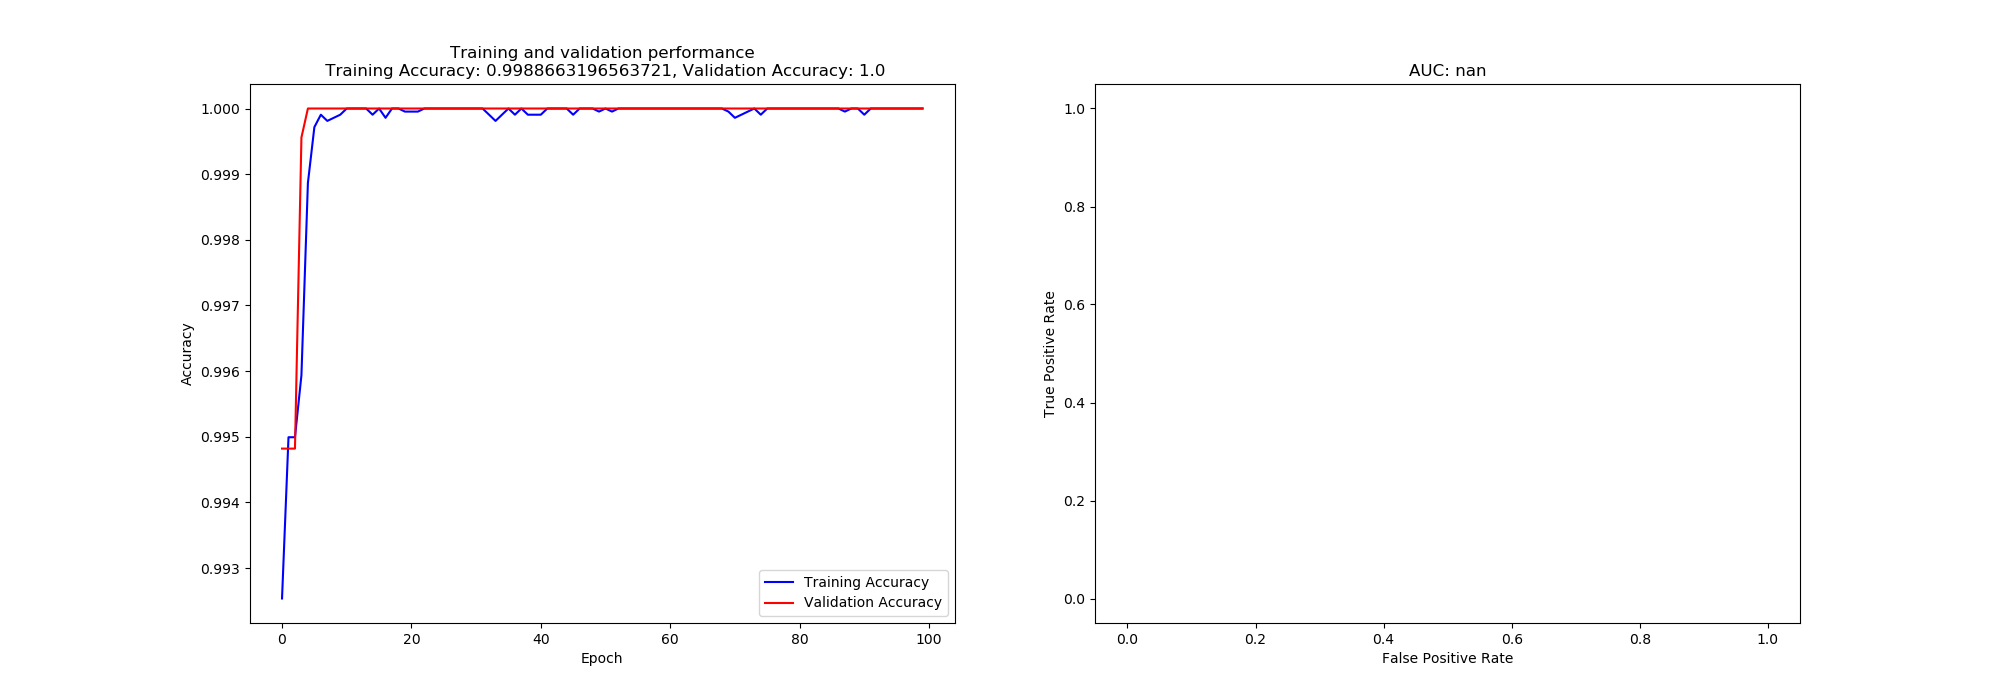 Training and validation performance
Training Accuracy: 0.9988663196563721, Validation Accuracy: 1.0
1.000
0.999
0.998
0.997
0.996
0.995
0.994
0.993
Accuracy
0
20
40
60
80
100
Epoch
Training Accuracy
Validation Accuracy
AUC: nan
1.0
0.8
0.6
0.4
0.2
0.0
True Positive Rate
0.0
0.2
0.4
0.6
0.8
1.0
False Positive Rate